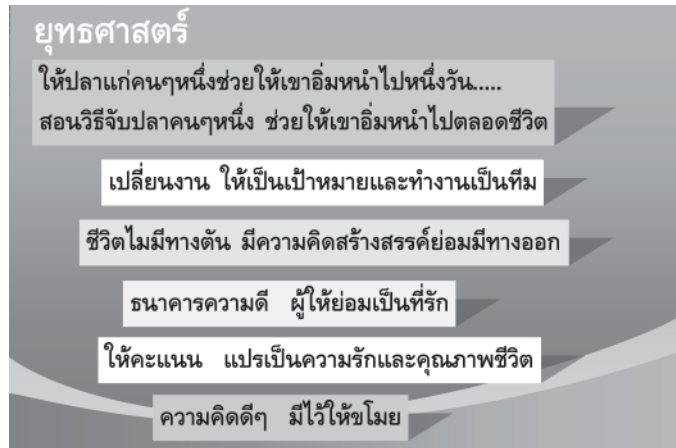 ยุทธศาสตร์
ให้ปลาแก่คนๆหนึ่งช่วยให้เขาอิ่มหนำไปหนึ่งวัน.....
สอนวิธีจับปลาคนๆหนึ่ง ช่วยให้เขาอิ่มหนำไปตลอดชีวิต
เปลี่ยนงาน ให้เป็นเป้าหมายและทำงานเป็นทีม
ชีวิตไมมีทางตัน มีความคิดสร้างสรรค์ย่อมมีทางออก
ธนาคารความดี ผู้ให้ย่อมเป็นที่รัก
ให้คะแนน แปรเป็นความรักและคุณภาพชีวิต
ความคิดดีๆ มีไว้ให้ขโมย